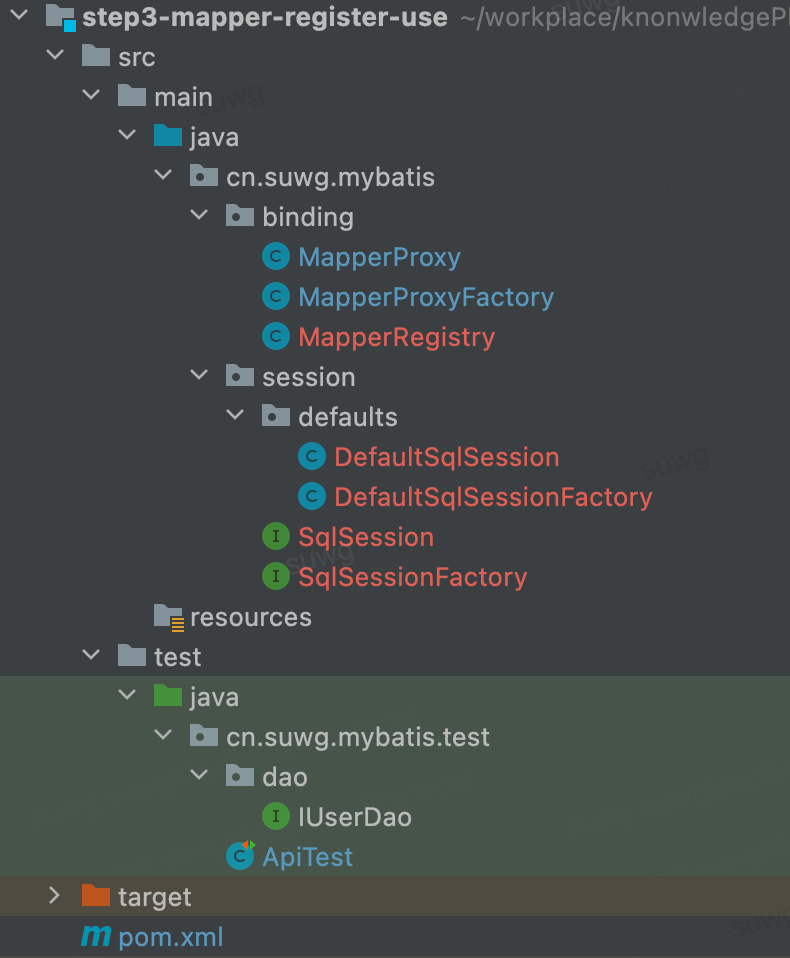 step3-mapper-register-use ~/workplace/knonwledgePl
src
main
java
cn.suwg.mybatis
binding
MapperProxy
MapperProxyFactory
MapperRegistry
session
defaults
DefaultSqlSession
DefaultSqlSessionFactory
SqlSession
SqlSessionFactory
resources
test
java
cn.suwg.mybatis.test
dao
IUserDao
ApiTest
target
pom.xml